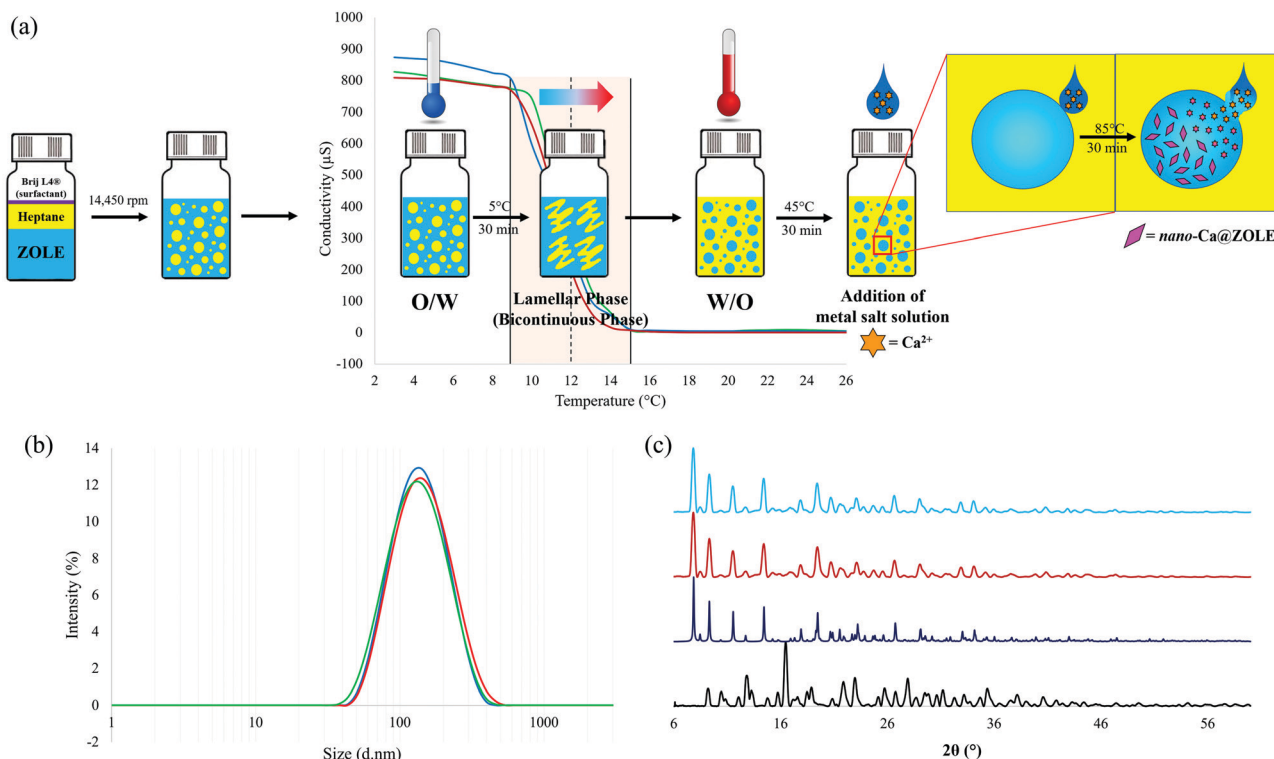 (a)
Brij L4®
(surfactant)
Heptane
ZOLE
14,450 rpm
1000
900
800
700
600
500
400
300
200
100
0
-100
Conductivity (µS)
2 4 6 8 10 12 14 16 18 20 22 24 26
Temperature (°C)
O/W
5°C
30 min
Lamellar Phase
(Bicontinuous Phase)
W/O
45°C
30 min
Addition of
metal salt solution
= Ca²⁺
85°C
30 min
= nano-Ca@ZOLE
(b)
14
12
10
8
6
4
2
0
-2
Intensity (%)
1 10 100 1000
Size (d.nm)
(c)
6 16 26 36 46 56
2θ (°)